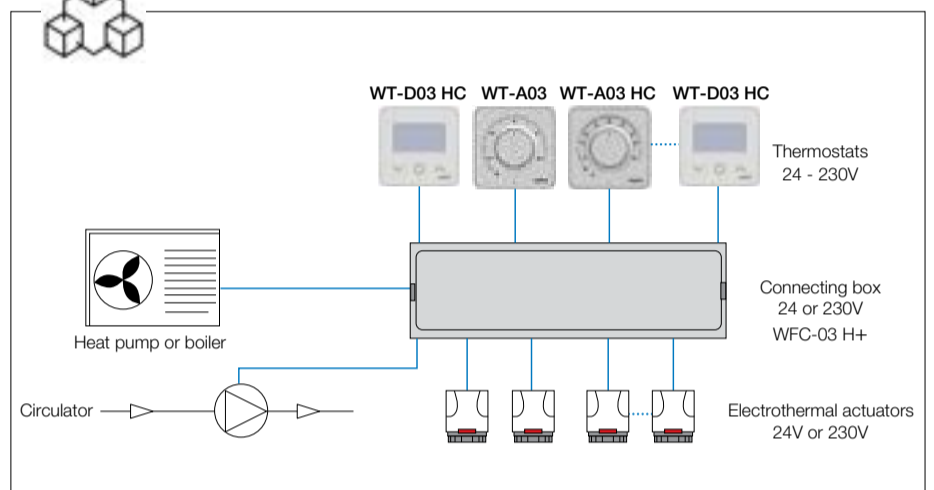 WT-D03 HC WT-A03 WT-A03 HC WT-D03 HC
Thermostats
24 - 230V
Connecting box
24 or 230V
WFC-03 H+
Heat pump or boiler
Circulator
Electrothermal actuators
24V or 230V